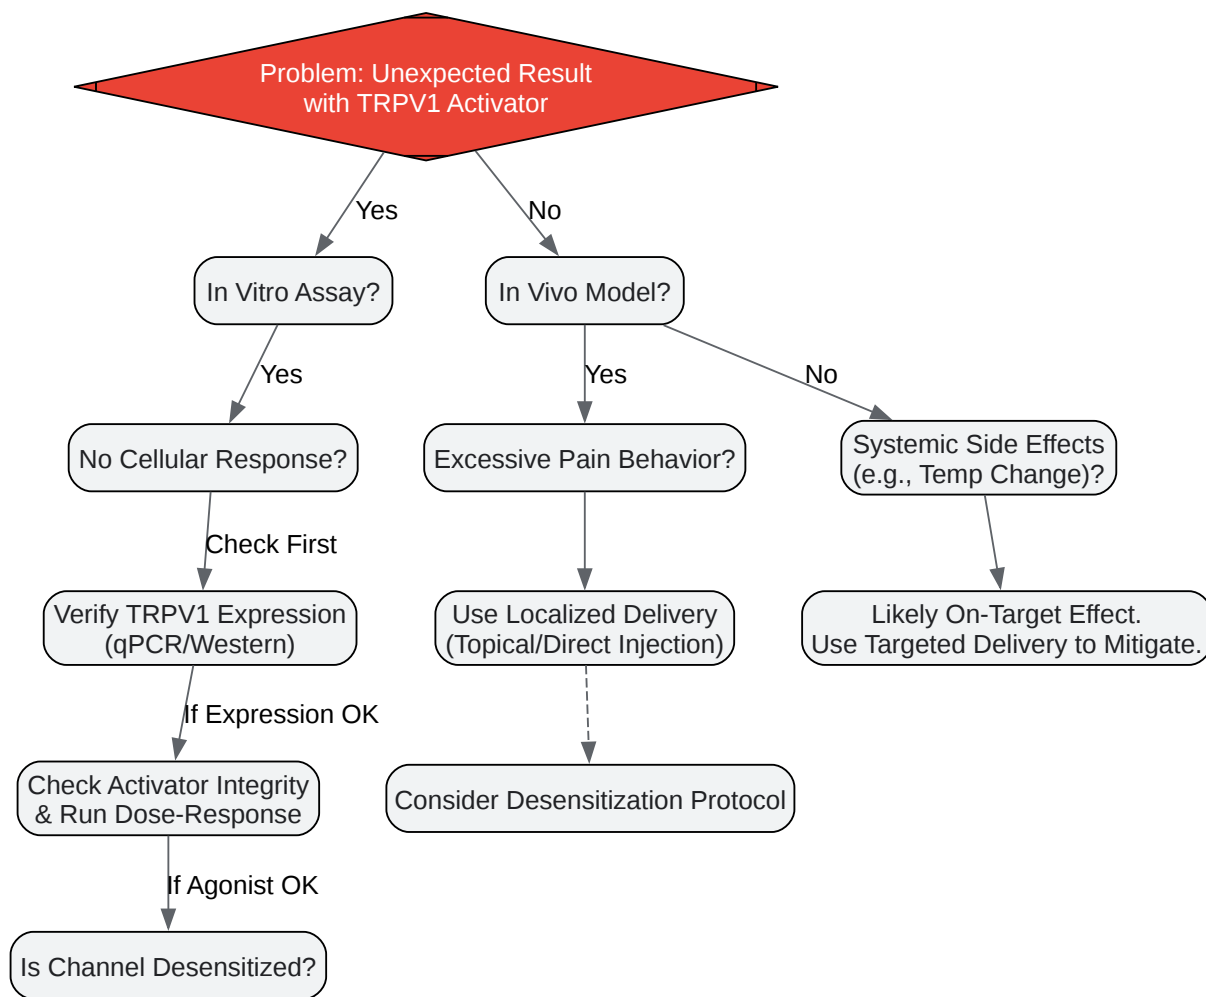 Problem: Unexpected Result
with TRPV1 Activator
Yes
No
In Vitro Assay?
In Vivo Model?
Yes
Yes
No
No Cellular Response?
Excessive Pain Behavior?
Systemic Side Effects
(e.g., Temp Change)?
Check First
Verify TRPV1 Expression
(qPCR/Western)
Use Localized Delivery
(Topical/Direct Injection)
Likely On-Target Effect.
Use Targeted Delivery to Mitigate.
If Expression OK
Check Activator Integrity
& Run Dose-Response
Consider Desensitization Protocol
If Agonist OK
Is Channel Desensitized?